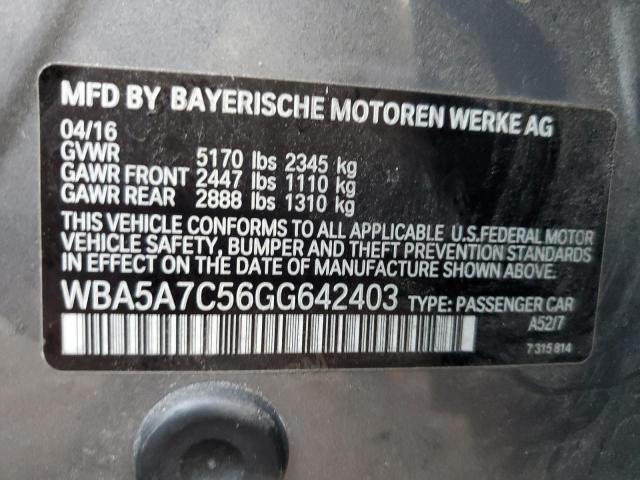 MFD BY BAYERISCHE MOTOREN WERKE AG
04/16
GVWR 5170 lbs 2345 kg
GAWR FRONT 2447 lbs 1110 kg
GAWR REAR 2888 lbs 1310 kg
THIS VEHICLE CONFORMS TO ALL APPLICABLE U.S.FEDERAL MOTOR
VEHICLE SAFETY, BUMPER AND THEFT PREVENTION STANDARDS
IN EFFECT ON THE DATE OF MANUFACTURE SHOWN ABOVE.
WBA5A7C56GG642403 TYPE: PASSENGER CAR
A52/7
7 315 814